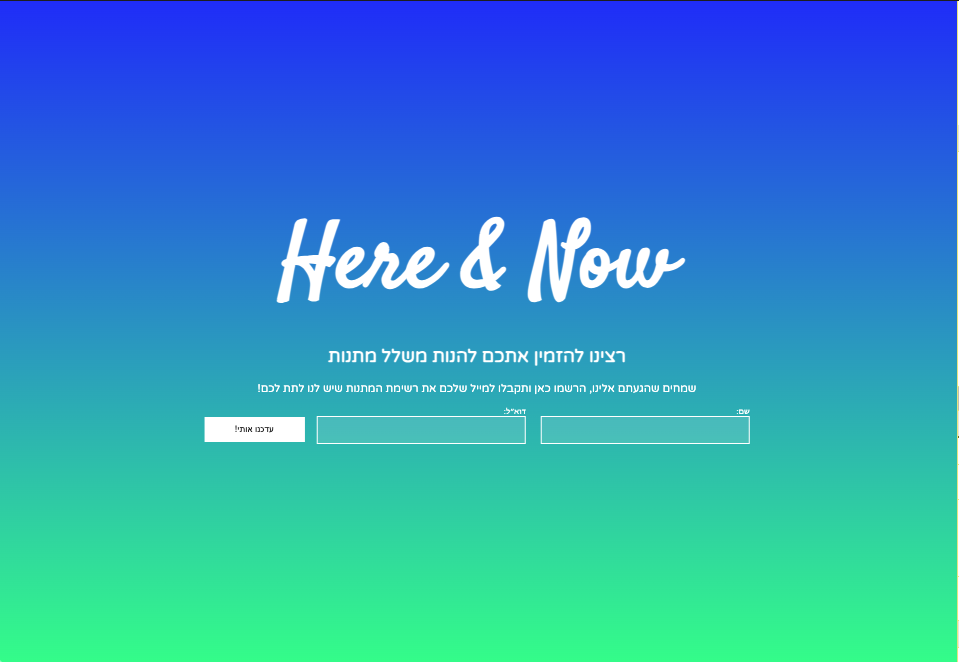 Here & Now
רצינו להזמין אתכם להנות משלל מתנות
שמחים שהגעתם אלינו, הרשמו כאן ותקבלו למייל שלכם את רשימת המתנות שיש לנו לתת לכם!
שם:
דוא"ל:
עדכנו אותי!